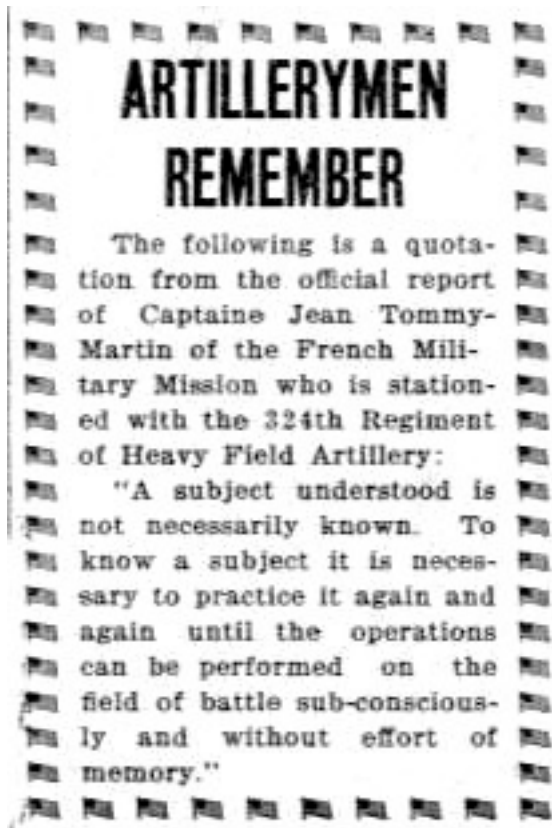 ARTILLERYMEN
REMEMBER
The following is a quota-
tion from the official report
of Captaine Jean Tommy-
Martin of the French Mili-
tary Mission who is station-
ed with the 324th Regiment
of Heavy Field Artillery:
"A subject understood is
not necessarily known. To
know a subject it is neces-
sary to practice it again and
again until the operations
can be performed on the
field of battle sub-conscious-
ly and without effort of
memory."